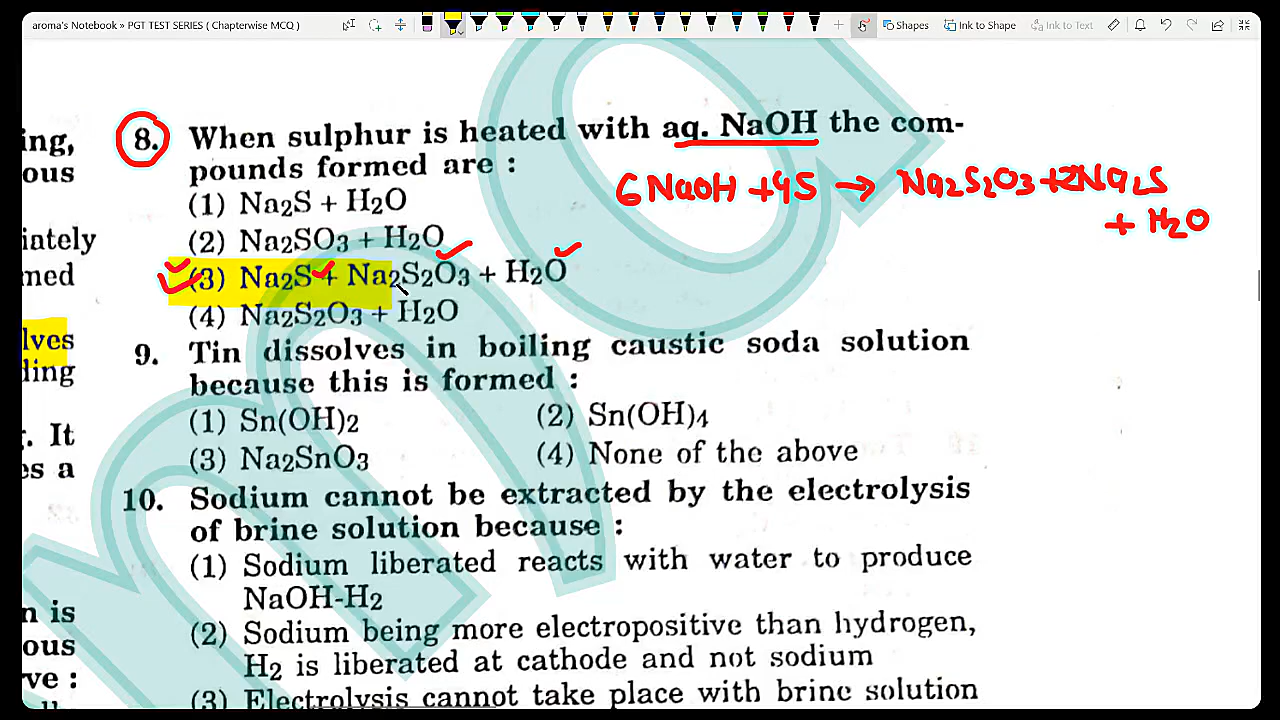 aroma's Notebook » PGT TEST SERIES ( Chapterwise MCQ )
Shapes
Ink to Shape
Ink to Text
ing,
ous
iately
med
lves
ling
g. It
es a
n is
ous
ve :
8. When sulphur is heated with aq. NaOH the com-
pounds formed are :
(1) Na2S + H2O
(2) Na2SO3 + H2O
(3) Na2S + Na2S2O3 + H2O
(4) Na2S2O3 + H2O
6 NaOH + 4S → Na2S2O3 + 2Na2S
+ H2O
9. Tin dissolves in boiling caustic soda solution
because this is formed :
(1) Sn(OH)2 (2) Sn(OH)4
(3) Na2SnO3 (4) None of the above
10. Sodium cannot be extracted by the electrolysis
of brine solution because :
(1) Sodium liberated reacts with water to produce
NaOH-H2
(2) Sodium being more electropositive than hydrogen,
H2 is liberated at cathode and not sodium
(3) Electrolysis cannot take place with brine solution